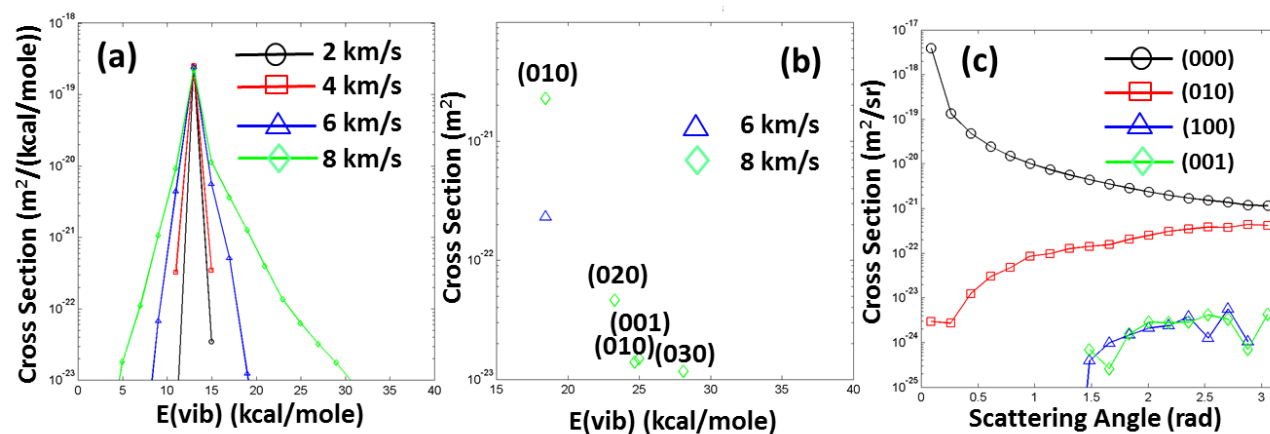 (a)
2 km/s
4 km/s
6 km/s
8 km/s
10⁻¹⁸
10⁻¹⁹
10⁻²⁰
10⁻²¹
10⁻²²
10⁻²³
0 5 10 15 20 25 30 35 40
Cross Section (m²/(kcal/mole))
E(vib) (kcal/mole)
(b)
(010)
6 km/s
8 km/s
(020)
(001)
(010)
(030)
10⁻²¹
10⁻²²
10⁻²³
15 20 25 30 35 40
Cross Section (m²)
E(vib) (kcal/mole)
(c)
(000)
(010)
(100)
(001)
10⁻¹⁷
10⁻¹⁸
10⁻¹⁹
10⁻²⁰
10⁻²¹
10⁻²²
10⁻²³
10⁻²⁴
10⁻²⁵
0 0.5 1 1.5 2 2.5 3
Cross Section (m²/sr)
Scattering Angle (rad)